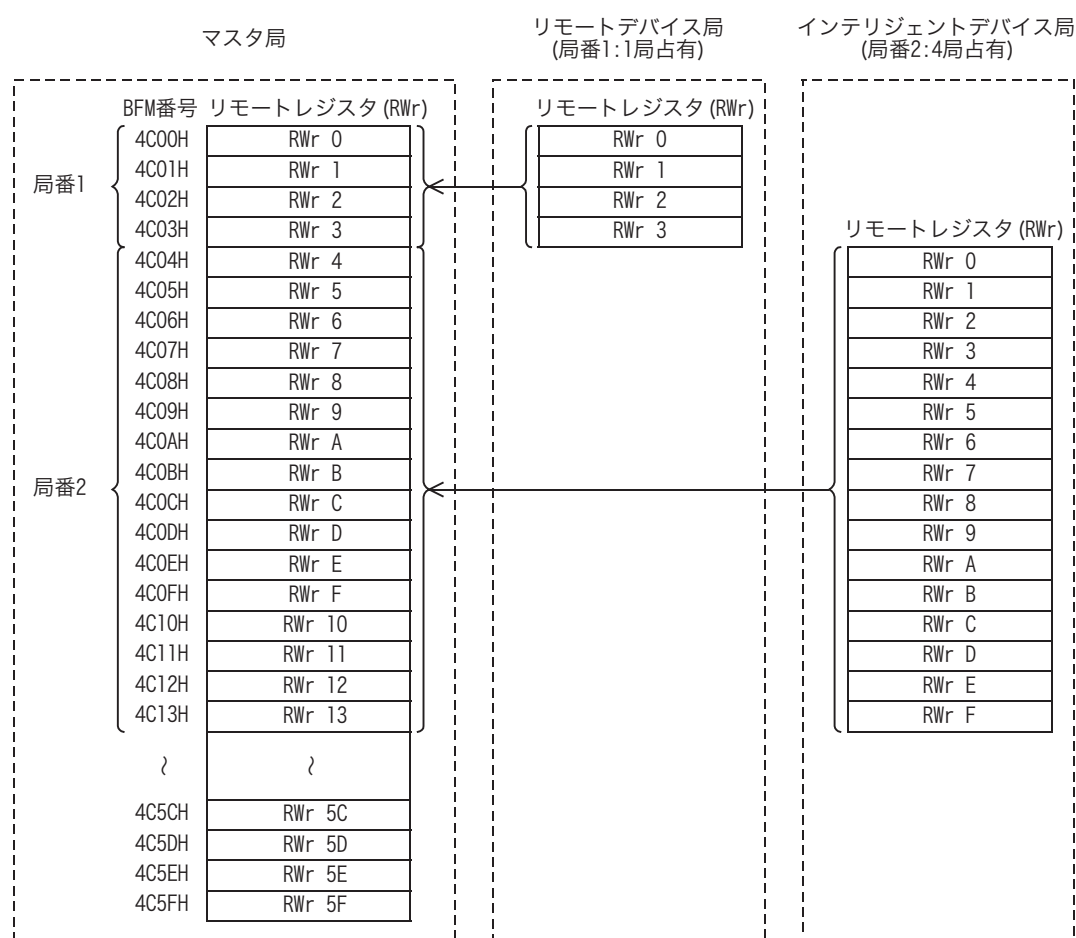 マスタ局
リモートデバイス局
(局番1:1局占有)
インテリジェントデバイス局
(局番2:4局占有)
BFM番号 リモートレジスタ(RWr)
リモートレジスタ(RWr)
4C00H RWr 0 RWr 0
局番1
4C01H RWr 1 RWr 1
4C02H RWr 2 RWr 2
4C03H RWr 3 RWr 3
リモートレジスタ(RWr)
4C04H RWr 4 RWr 0
4C05H RWr 5 RWr 1
4C06H RWr 6 RWr 2
4C07H RWr 7 RWr 3
4C08H RWr 8 RWr 4
4C09H RWr 9 RWr 5
4C0AH RWr A RWr 6
4C0BH RWr B RWr 7
局番2
4C0CH RWr C RWr 8
4C0DH RWr D RWr 9
4C0EH RWr E RWr A
4C0FH RWr F RWr B
4C10H RWr 10 RWr C
4C11H RWr 11 RWr D
4C12H RWr 12 RWr E
4C13H RWr 13 RWr F
~ ~
4C5CH RWr 5C
4C5DH RWr 5D
4C5EH RWr 5E
4C5FH RWr 5F